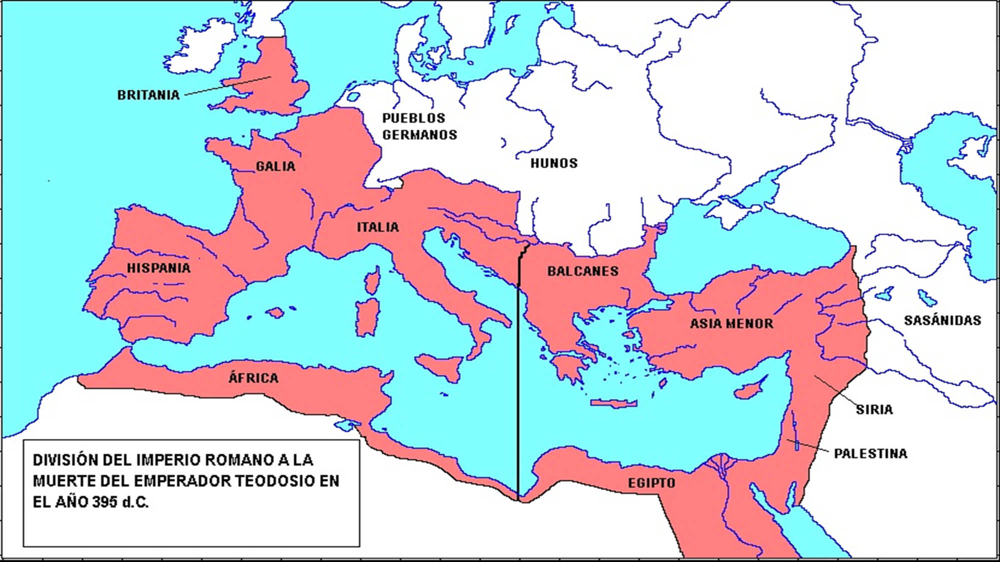 BRITANIA
PUEBLOS
GERMANOS
GALIA
HUNOS
ITALIA
HISPANIA
BALCANES
ASIA MENOR
SASÁNIDAS
ÁFRICA
SIRIA
PALESTINA
EGIPTO
DIVISIÓN DEL IMPERIO ROMANO A LA
MUERTE DEL EMPERADOR TEODOSIO EN
EL AÑO 395 d.C.